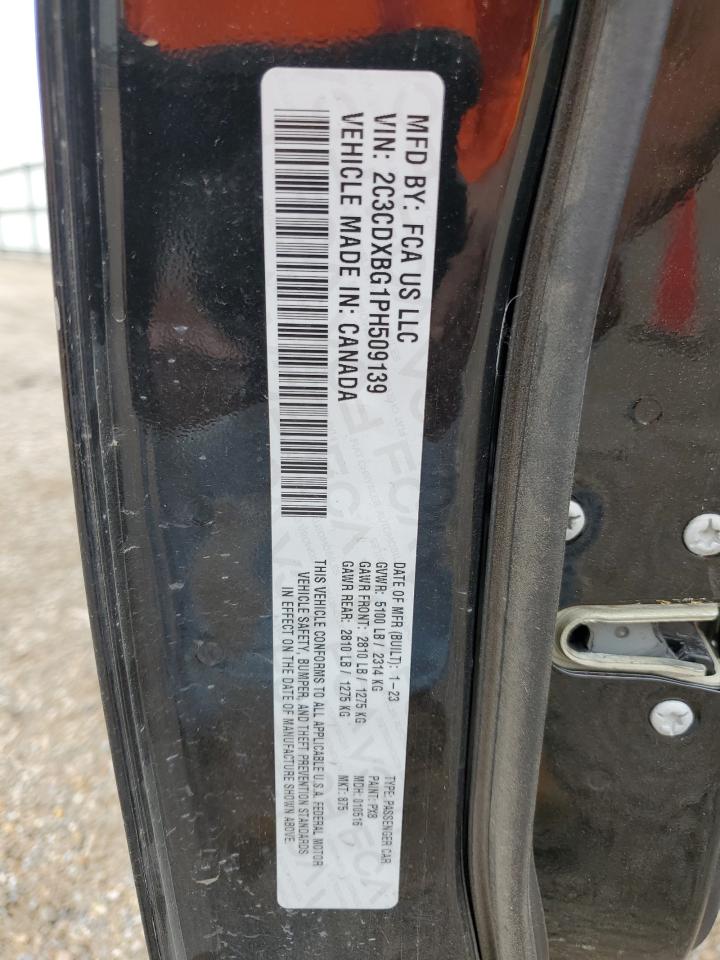 MFD BY: FCA US LLC
VIN: 2C3CDXBG1PH509139
VEHICLE MADE IN: CANADA
DATE OF MFR (BUILT): 1-23
GVWR: 5100 LB / 2314 KG
GAWR FRONT: 2810 LB / 1275 KG
GAWR REAR: 2810 LB / 1275 KG
THIS VEHICLE CONFORMS TO ALL APPLICABLE U.S.A. FEDERAL MOTOR
VEHICLE SAFETY, BUMPER, AND THEFT PREVENTION STANDARDS
IN EFFECT ON THE DATE OF MANUFACTURE SHOWN ABOVE.
TYPE: PASSENGER CAR
PAINT: PX8
MDH: 010516
MKT: 875